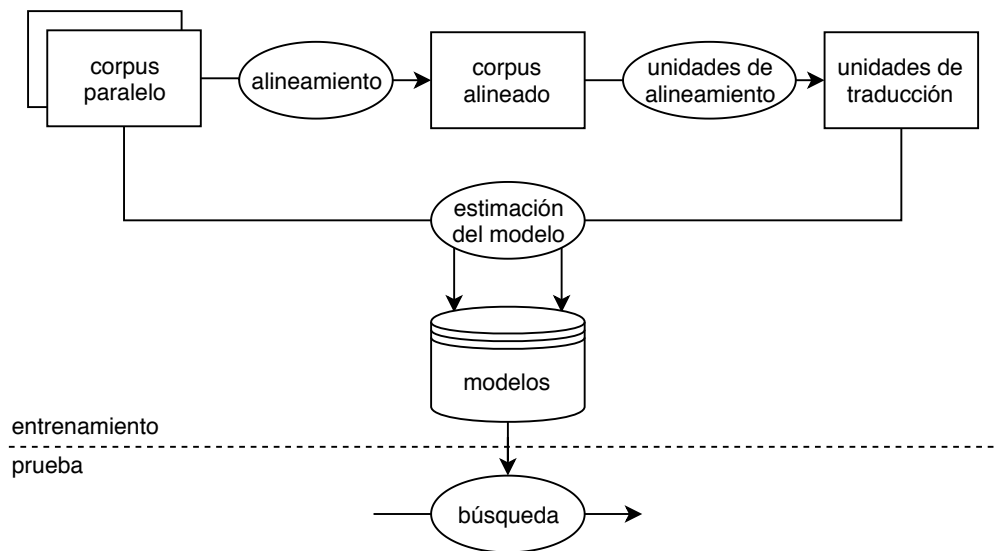 corpus
paralelo
alineamiento
corpus
alineado
unidades de
alineamiento
unidades de
traducción
estimación
del modelo
modelos
entrenamiento
prueba
búsqueda